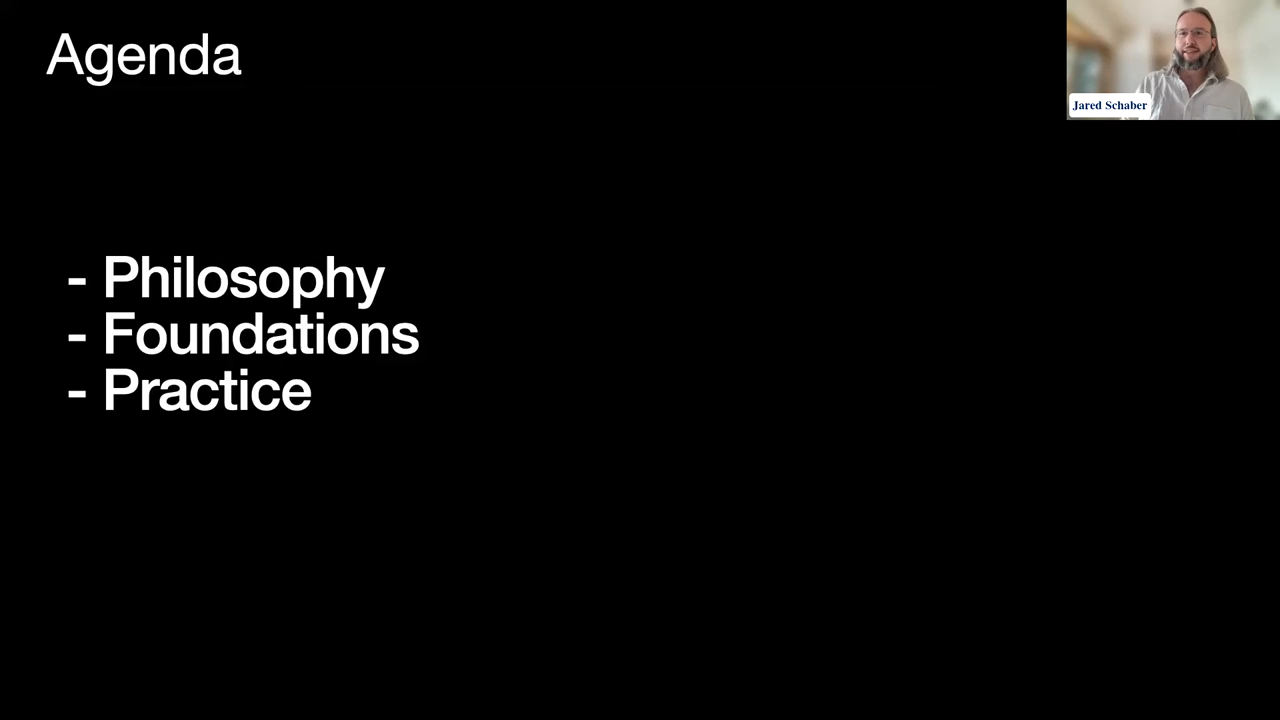 Agenda
Jared Schaber
- Philosophy
- Foundations
- Practice